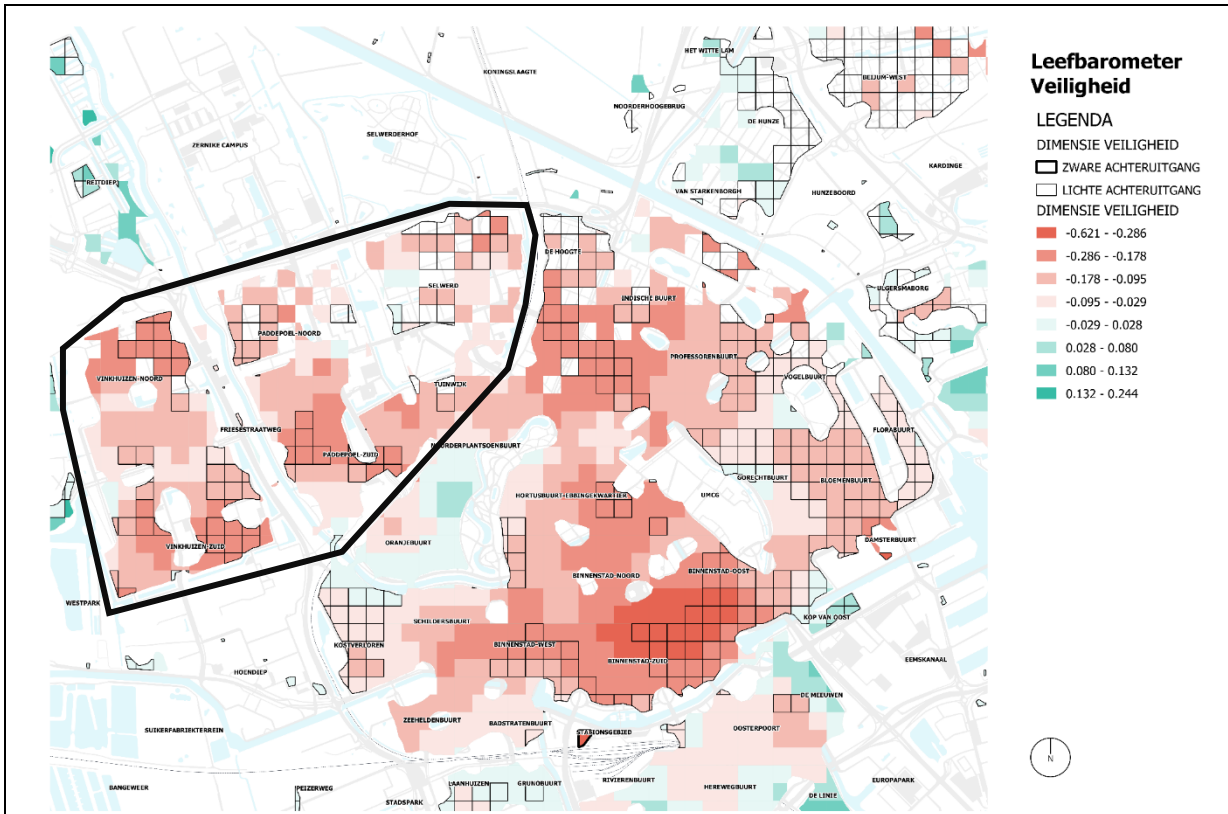 Leefbarometer
Veiligheid
LEGENDA
DIMENSIE VEILIGHEID
ZWARE ACHTERUITGANG
LICHTE ACHTERUITGANG
DIMENSIE VEILIGHEID
-0.621 - -0.286
-0.286 - -0.178
-0.178 - -0.095
-0.095 - -0.029
-0.029 - 0.028
0.028 - 0.080
0.080 - 0.132
0.132 - 0.244
N
HET WITTE LAM
KONINGSLAAGTE
BEIJUM-WEST
NOORDERHOOGEBRUG
DE HUNZE
SELWERDERHOF
ZERNIKE CAMPUS
KARDINGE
REITDIEP
VAN STARKENBORGH
HUNZEBOORD
DE HOOGTE
SELWERD
ULGERSMABORG
INDISCHE BUURT
PADDEPOEL-NOORD
PROFESSORENBUURT
VINKHUIZEN-NOORD
VOGELBUURT
TUINWIJK
FRIESESTRAATWEG
FLORABUURT
NOORDERPLANTSOENBUURT
PADDEPOEL-ZUID
GORECHTBUURT
BLOEMENBUURT
HORTUSBUURT-EBBINGEKWARTIER
UMCG
DAMSTERBUURT
ORANJEBUURT
VINKHUIZEN-ZUID
BINNENSTAD-OOST
BINNENSTAD-NOORD
WESTPARK
KOP VAN OOST
SCHILDERSBUURT
KOSTVERLOREN
BINNENSTAD-WEST
BINNENSTAD-ZUID
EEMSKANAAL
HOENDIEP
DE MEEUWEN
ZEEHELDENBUURT
BADSTRATENBUURT
OOSTERPOORT
SUIKERFABRIEKTERREIN
STATIONSGEBIED
RIVIERENBUURT
EUROPAPARK
LAANHUIZEN
GRUNOBUURT
HEREWEGBUURT
BANGEWEER
PEIZERWEG
DE LINIE
STADSPARK